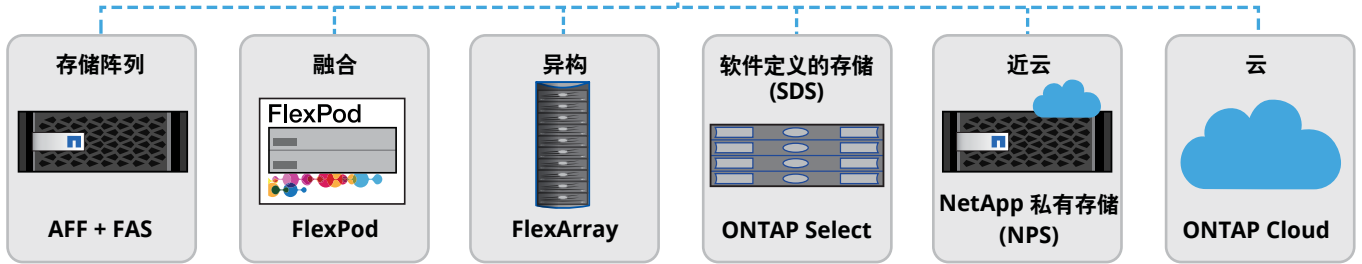 存储阵列
AFF + FAS
融合
FlexPod
FlexPod
异构
FlexArray
软件定义的存储
(SDS)
ONTAP Select
近云
NetApp 私有存储
(NPS)
云
ONTAP Cloud